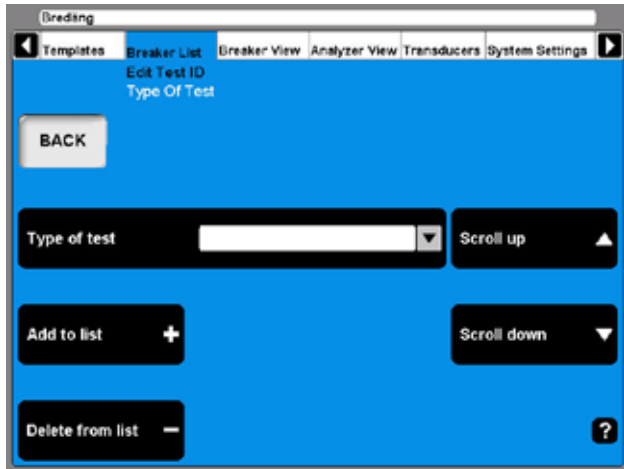 Bredäng
Templates Breaker List Breaker View Analyzer View Transducers System Settings
Edit Test ID
Type Of Test
BACK
Type of test Scroll up
Add to list + Scroll down
Delete from list − ?